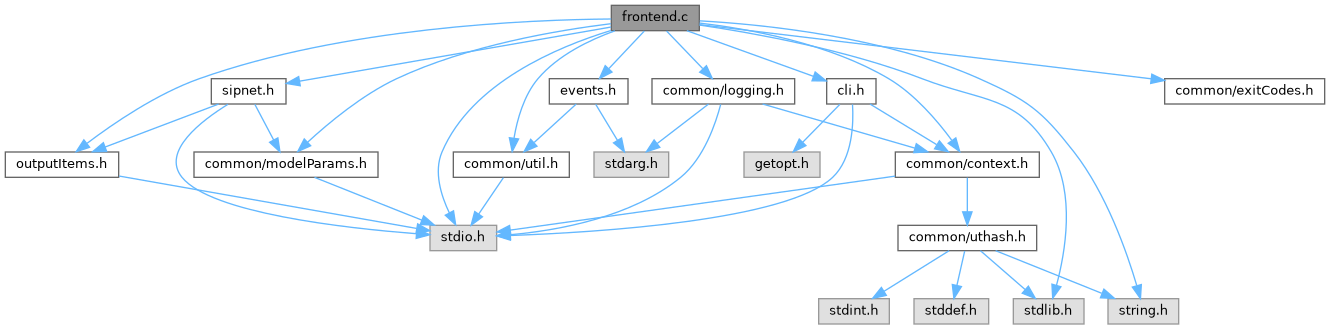 frontend.c
sipnet.h
events.h
common/logging.h
cli.h
common/exitCodes.h
outputItems.h
common/modelParams.h
common/util.h
stdarg.h
getopt.h
common/context.h
stdio.h
common/uthash.h
stdint.h
stddef.h
stdlib.h
string.h